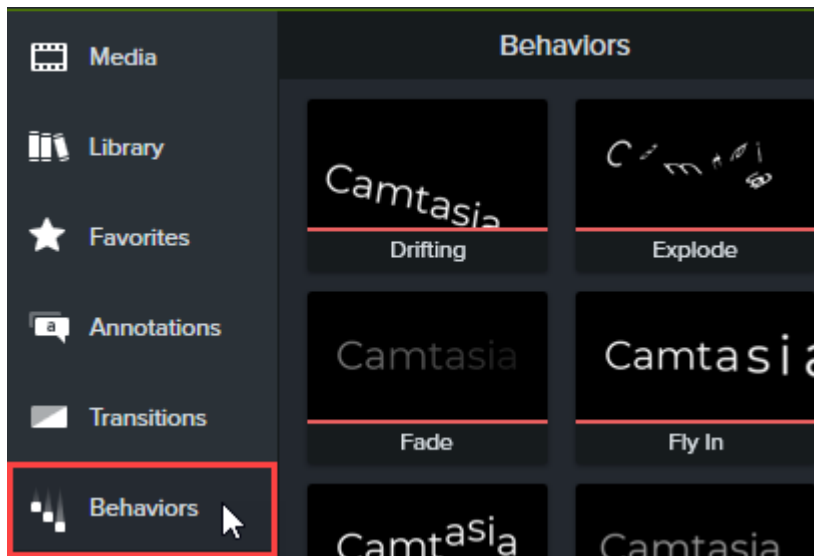 Media
Library
Favorites
a
Annotations
Transitions
Behaviors
Behaviors
Camtasia
Drifting
Explode
Camtasia
Fade
Camtasia
Fly In
Camtasia
Camtasia